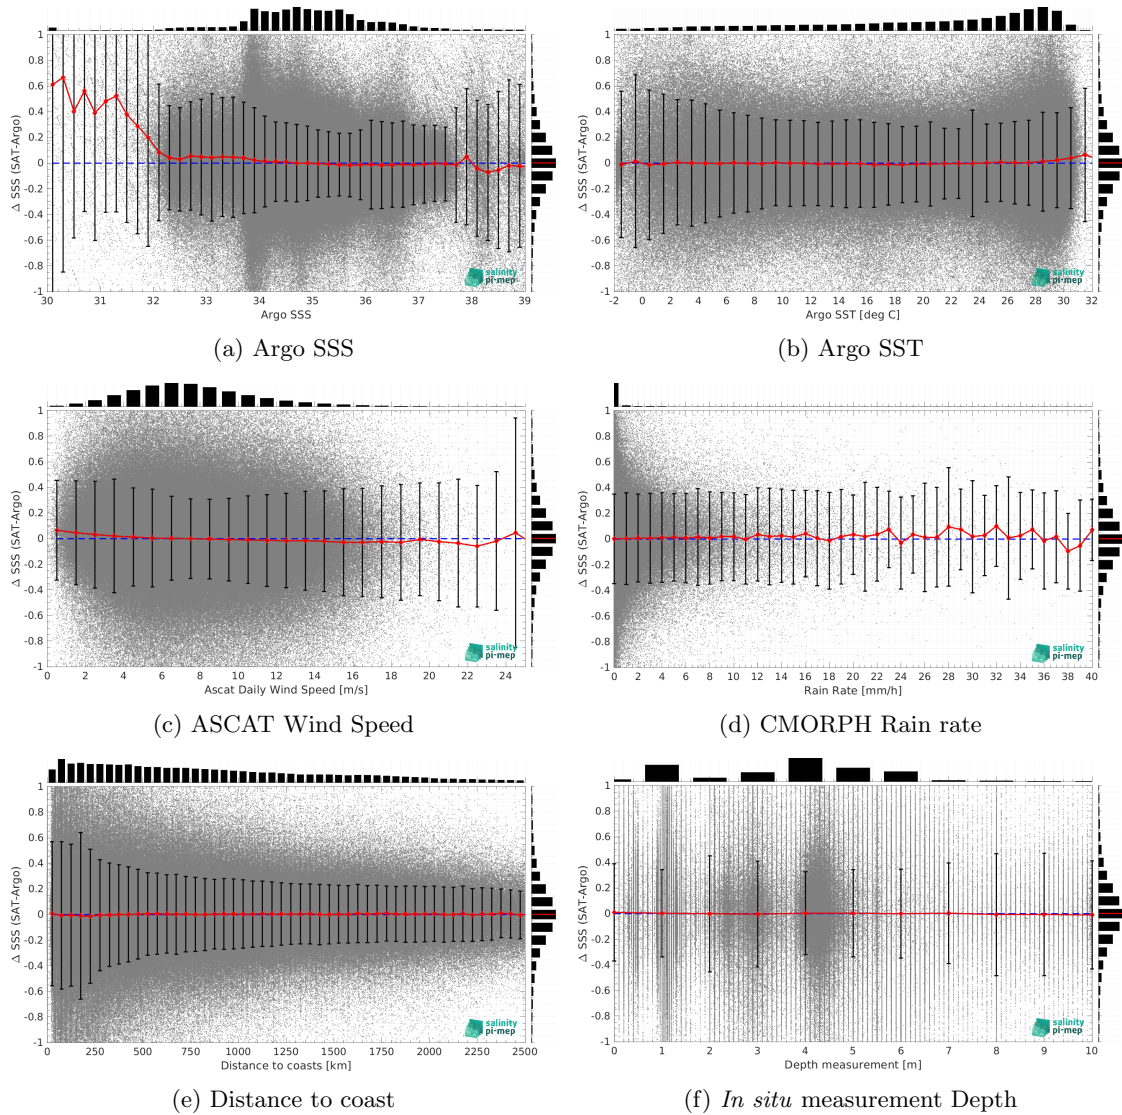 1
0.8
0.6
0.4
0.2
0
-0.2
-0.4
-0.6
-0.8
-1
Δ SSS (SAT-Argo)
30 31 32 33 34 35 36 37 38 39
Argo SSS
salinity
pi-mep
(a) Argo SSS
1
0.8
0.6
0.4
0.2
0
-0.2
-0.4
-0.6
-0.8
-1
Δ SSS (SAT-Argo)
-2 0 2 4 6 8 10 12 14 16 18 20 22 24 26 28 30 32
Argo SST [deg C]
salinity
pi-mep
(b) Argo SST
1
0.8
0.6
0.4
0.2
0
-0.2
-0.4
-0.6
-0.8
-1
Δ SSS (SAT-Argo)
0 2 4 6 8 10 12 14 16 18 20 22 24
Ascat Daily Wind Speed [m/s]
salinity
pi-mep
(c) ASCAT Wind Speed
1
0.8
0.6
0.4
0.2
0
-0.2
-0.4
-0.6
-0.8
-1
Δ SSS (SAT-Argo)
0 2 4 6 8 10 12 14 16 18 20 22 24 26 28 30 32 34 36 38 40
Rain Rate [mm/h]
salinity
pi-mep
(d) CMORPH Rain rate
1
0.8
0.6
0.4
0.2
0
-0.2
-0.4
-0.6
-0.8
-1
Δ SSS (SAT-Argo)
0 250 500 750 1000 1250 1500 1750 2000 2250 2500
Distance to coasts [km]
salinity
pi-mep
(e) Distance to coast
1
0.8
0.6
0.4
0.2
0
-0.2
-0.4
-0.6
-0.8
-1
Δ SSS (SAT-Argo)
0 1 2 3 4 5 6 7 8 9 10
Depth measurement [m]
salinity
pi-mep
(f) In situ measurement Depth